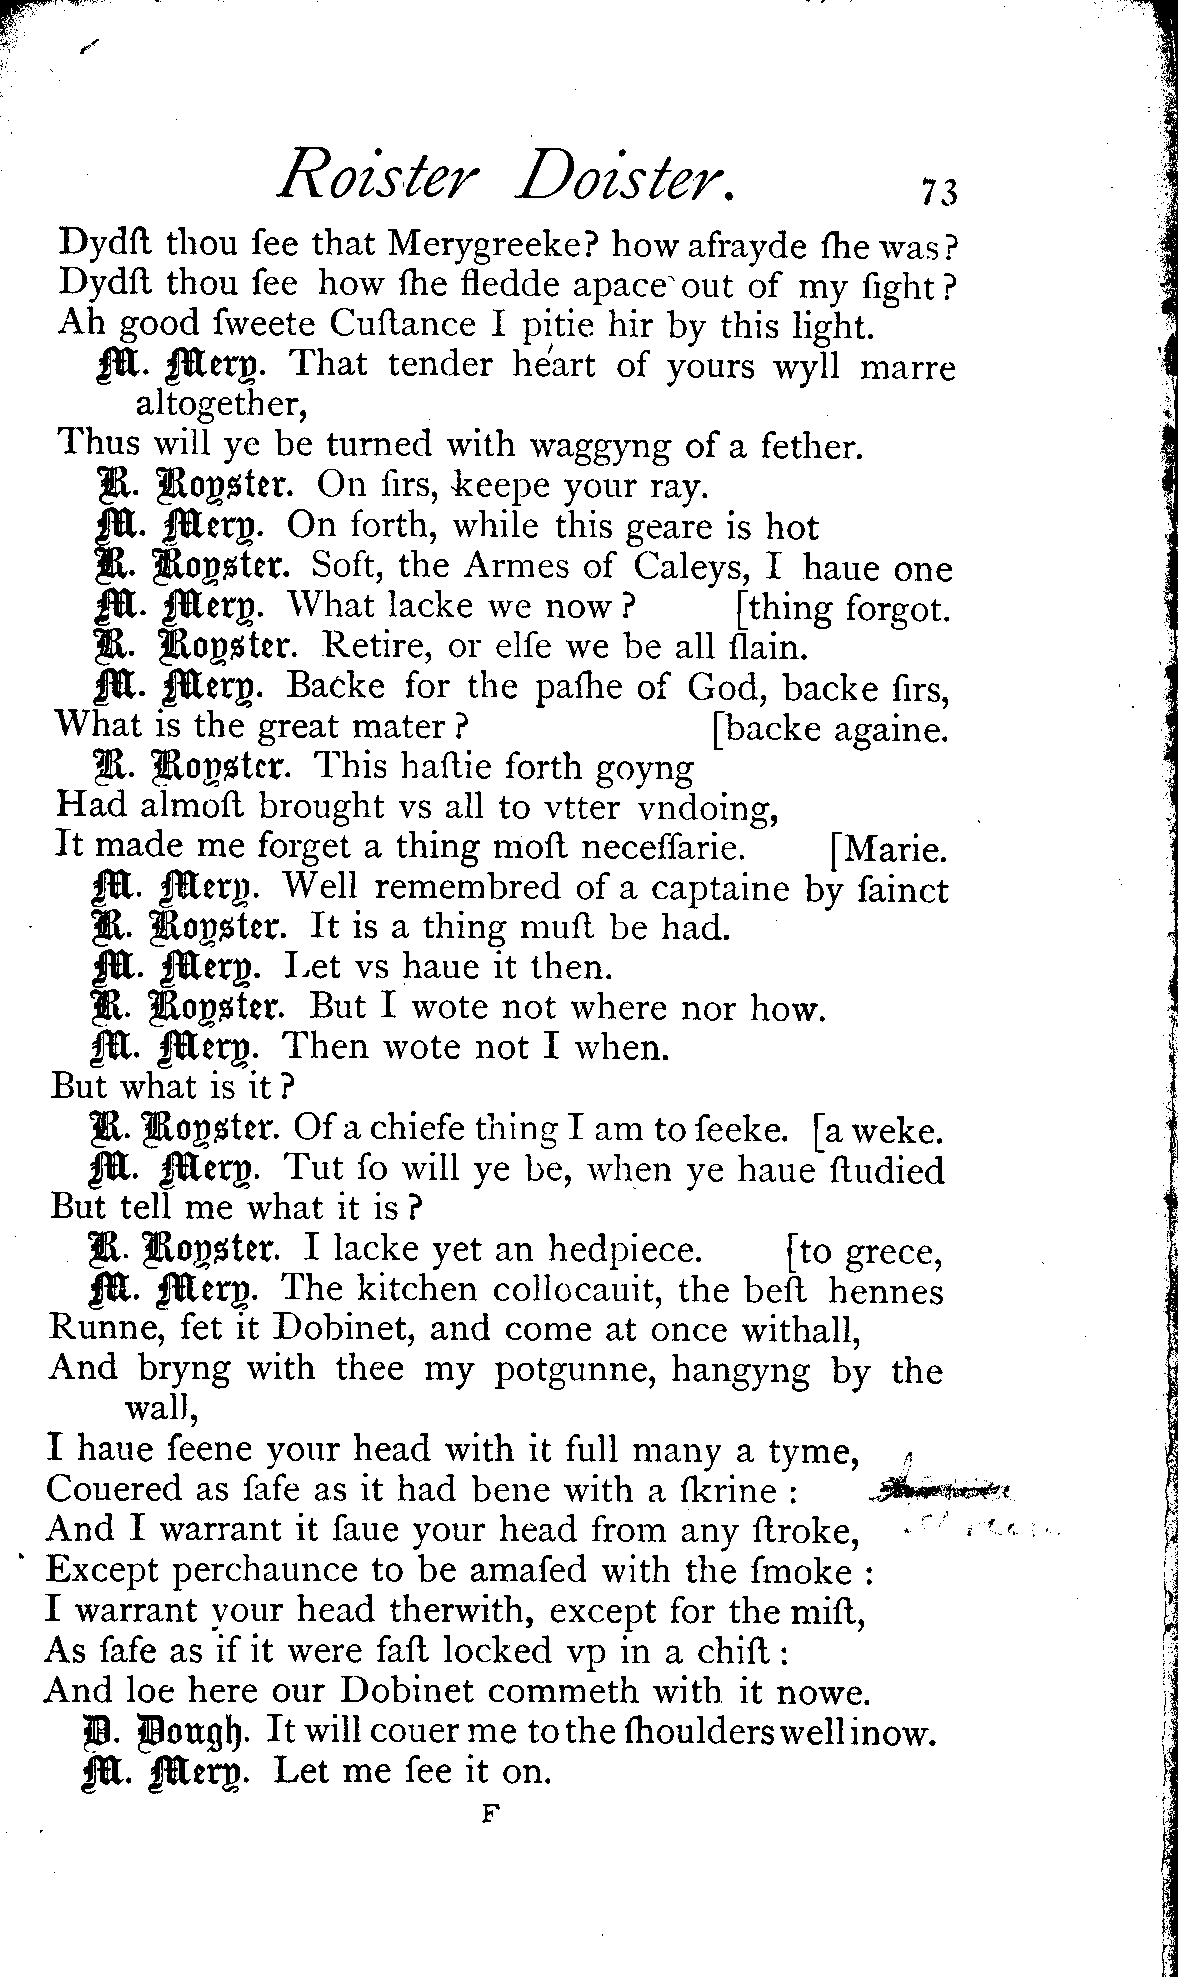 Roister Doister. 73
Dydſt thou ſee that Merygreeke? how afrayde ſhe was?
Dydſt thou ſee how ſhe fledde apace out of my ſight?
Ah good ſweete Cuſtance I pitie hir by this light.
M. Mery. That tender heart of yours wyll marre
altogether,
Thus will ye be turned with waggyng of a fether.
R. Royster. On ſirs, keepe your ray.
M. Mery. On forth, while this geare is hot
R. Royster. Soft, the Armes of Caleys, I haue one
M. Mery. What lacke we now? [thing forgot.
R. Royster. Retire, or elſe we be all ſlain.
M. Mery. Backe for the paſhe of God, backe ſirs,
What is the great mater? [backe againe.
R. Royster. This haſtie forth goyng
Had almoſt brought vs all to vtter vndoing,
It made me forget a thing moſt neceſſarie. [Marie.
M. Mery. Well remembred of a captaine by ſainct
R. Royster. It is a thing muſt be had.
M. Mery. Let vs haue it then.
R. Royster. But I wote not where nor how.
M. Mery. Then wote not I when.
But what is it?
R. Royster. Of a chiefe thing I am to ſeeke. [a weke.
M. Mery. Tut ſo will ye be, when ye haue ſtudied
But tell me what it is?
R. Royster. I lacke yet an hedpiece. [to grece,
M. Mery. The kitchen collocauit, the beſt hennes
Runne, fet it Dobinet, and come at once withall,
And bryng with thee my potgunne, hangyng by the
wall,
I haue ſeene your head with it full many a tyme,
Couered as ſafe as it had bene with a ſkrine :
And I warrant it ſaue your head from any ſtroke,
Except perchaunce to be amaſed with the ſmoke :
I warrant your head therwith, except for the miſt,
As ſafe as if it were faſt locked vp in a chiſt :
And loe here our Dobinet commeth with it nowe.
D. Dough. It will couer me to the ſhoulders well inow.
M. Mery. Let me ſee it on.
F